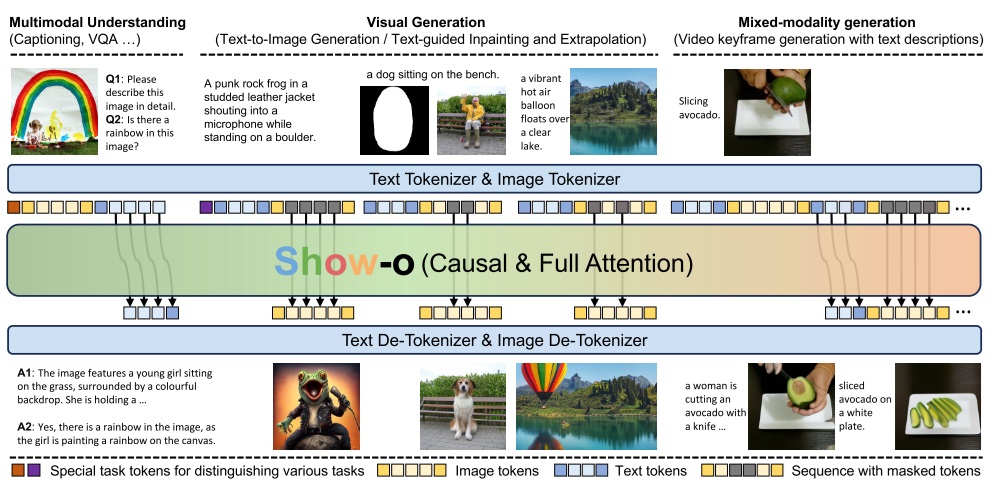 Multimodal Understanding
(Captioning, VQA …)
Visual Generation
(Text-to-Image Generation / Text-guided Inpainting and Extrapolation)
Mixed-modality generation
(Video keyframe generation with text descriptions)
Q1: Please
describe this
image in detail.
Q2: Is there a
rainbow in this
image?
A punk rock frog in a
studded leather jacket
shouting into a
microphone while
standing on a boulder.
a dog sitting on the bench.
a vibrant
hot air
balloon
floats over
a clear
lake.
Slicing
avocado.
Text Tokenizer & Image Tokenizer
...
Show-o (Causal & Full Attention)
...
Text De-Tokenizer & Image De-Tokenizer
A1: The image features a young girl sitting
on the grass, surrounded by a colourful
backdrop. She is holding a …
A2: Yes, there is a rainbow in the image, as
the girl is painting a rainbow on the canvas.
a woman is
cutting an
avocado with
a knife ...
sliced
avocado on
a white
plate.
Special task tokens for distinguishing various tasks
Image tokens
Text tokens
Sequence with masked tokens